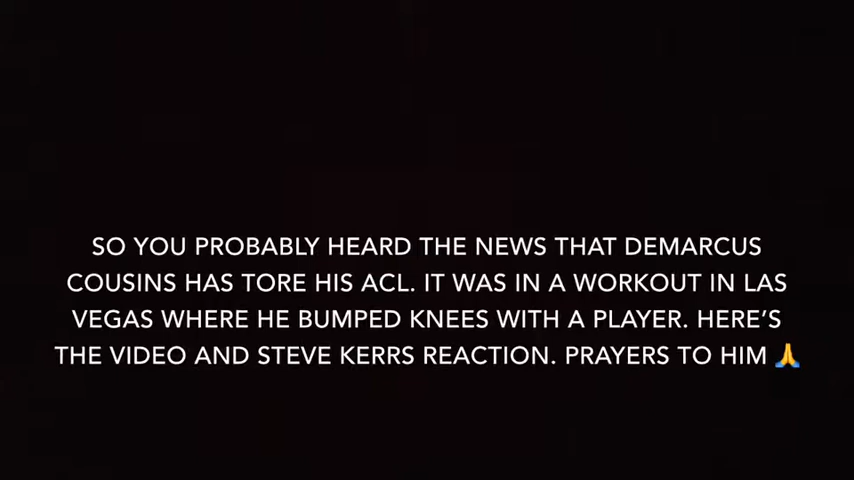 SO YOU PROBABLY HEARD THE NEWS THAT DEMARCUS
COUSINS HAS TORE HIS ACL. IT WAS IN A WORKOUT IN LAS
VEGAS WHERE HE BUMPED KNEES WITH A PLAYER. HERE’S
THE VIDEO AND STEVE KERRS REACTION. PRAYERS TO HIM 🙏